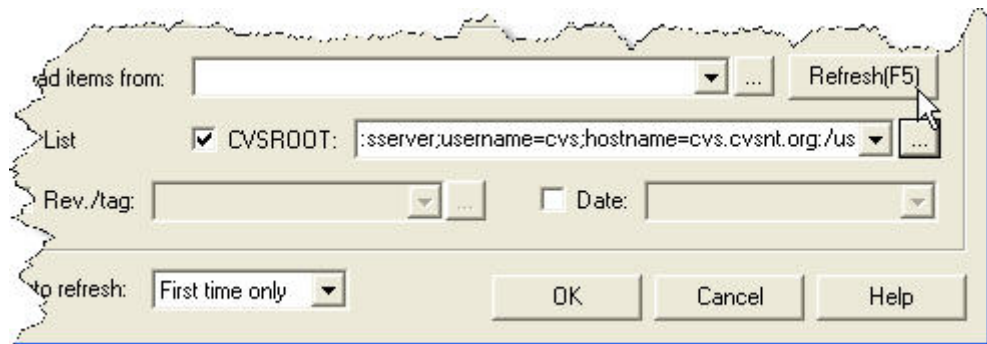 ad items from: ... Refresh(F5)
List CVSROOT: :sserver;username=cvs;hostname=cvs.cvsnt.org:/us ...
Rev./tag: ... Date:
to refresh: First time only OK Cancel Help